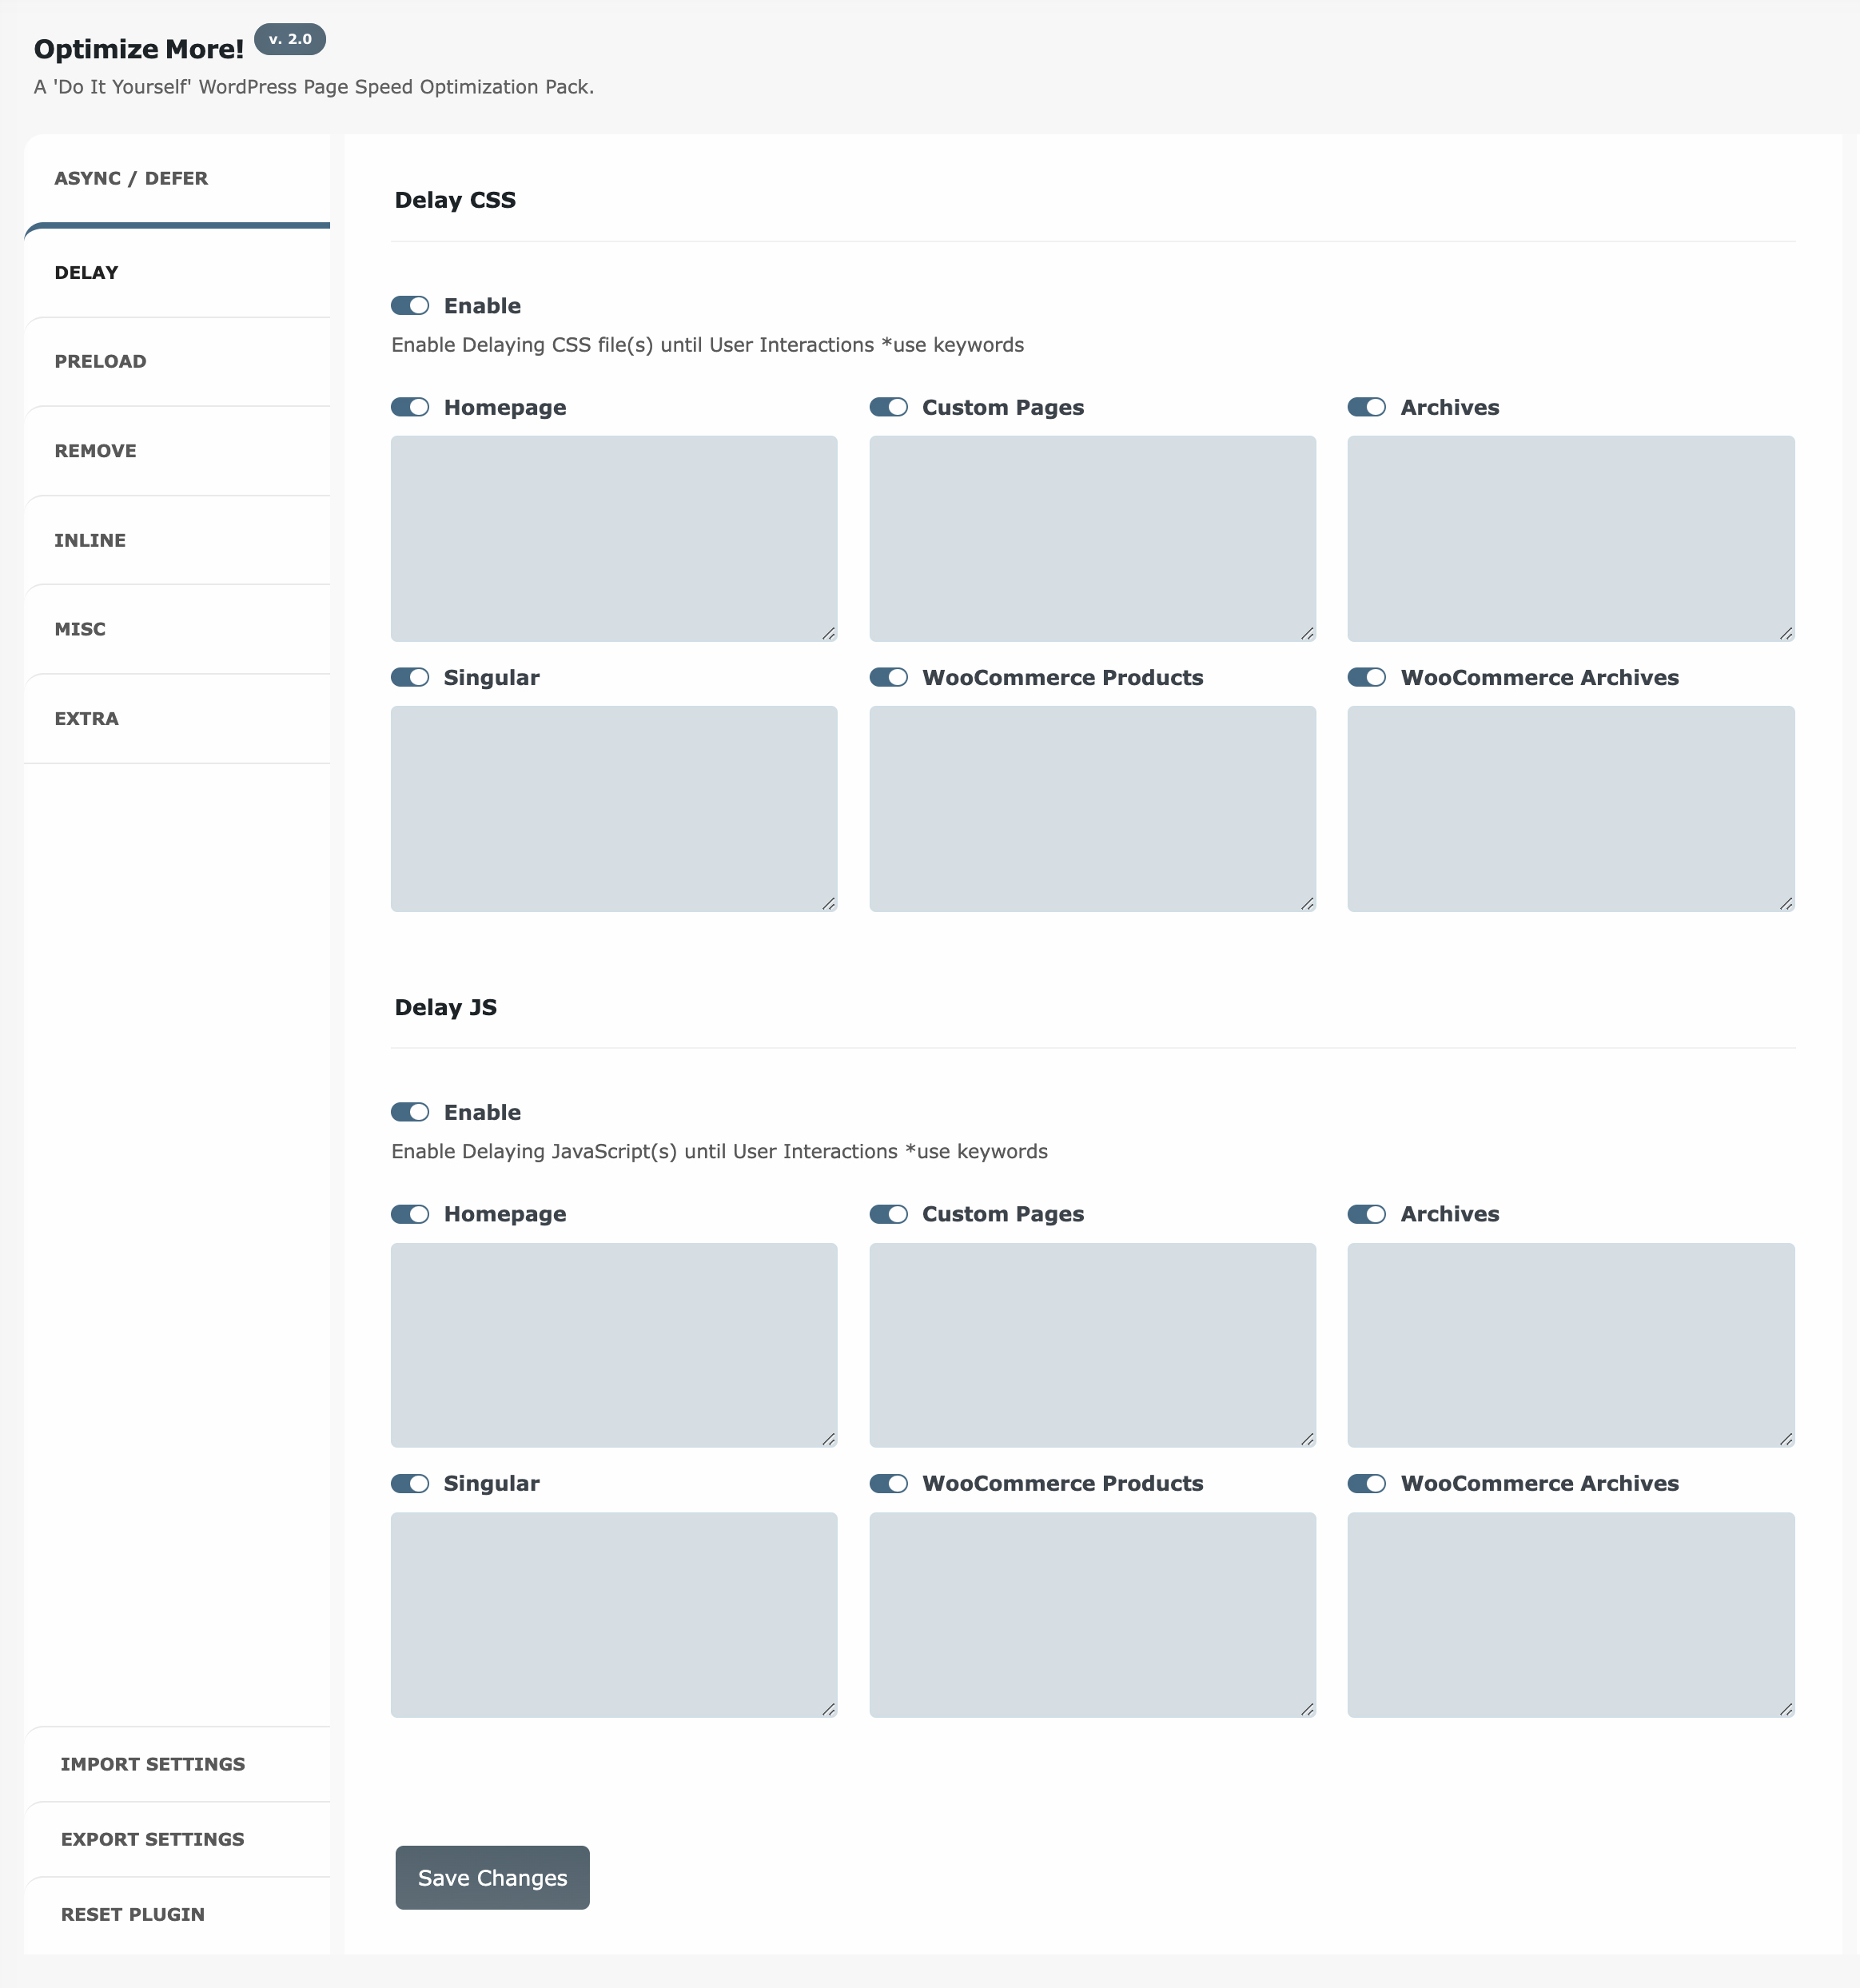 Optimize More! v. 2.0
A 'Do It Yourself' WordPress Page Speed Optimization Pack.
ASYNC / DEFER
DELAY
PRELOAD
REMOVE
INLINE
MISC
EXTRA
IMPORT SETTINGS
EXPORT SETTINGS
RESET PLUGIN
Delay CSS
Enable
Enable Delaying CSS file(s) until User Interactions *use keywords
Homepage
Custom Pages
Archives
Singular
WooCommerce Products
WooCommerce Archives
Delay JS
Enable
Enable Delaying JavaScript(s) until User Interactions *use keywords
Homepage
Custom Pages
Archives
Singular
WooCommerce Products
WooCommerce Archives
Save Changes